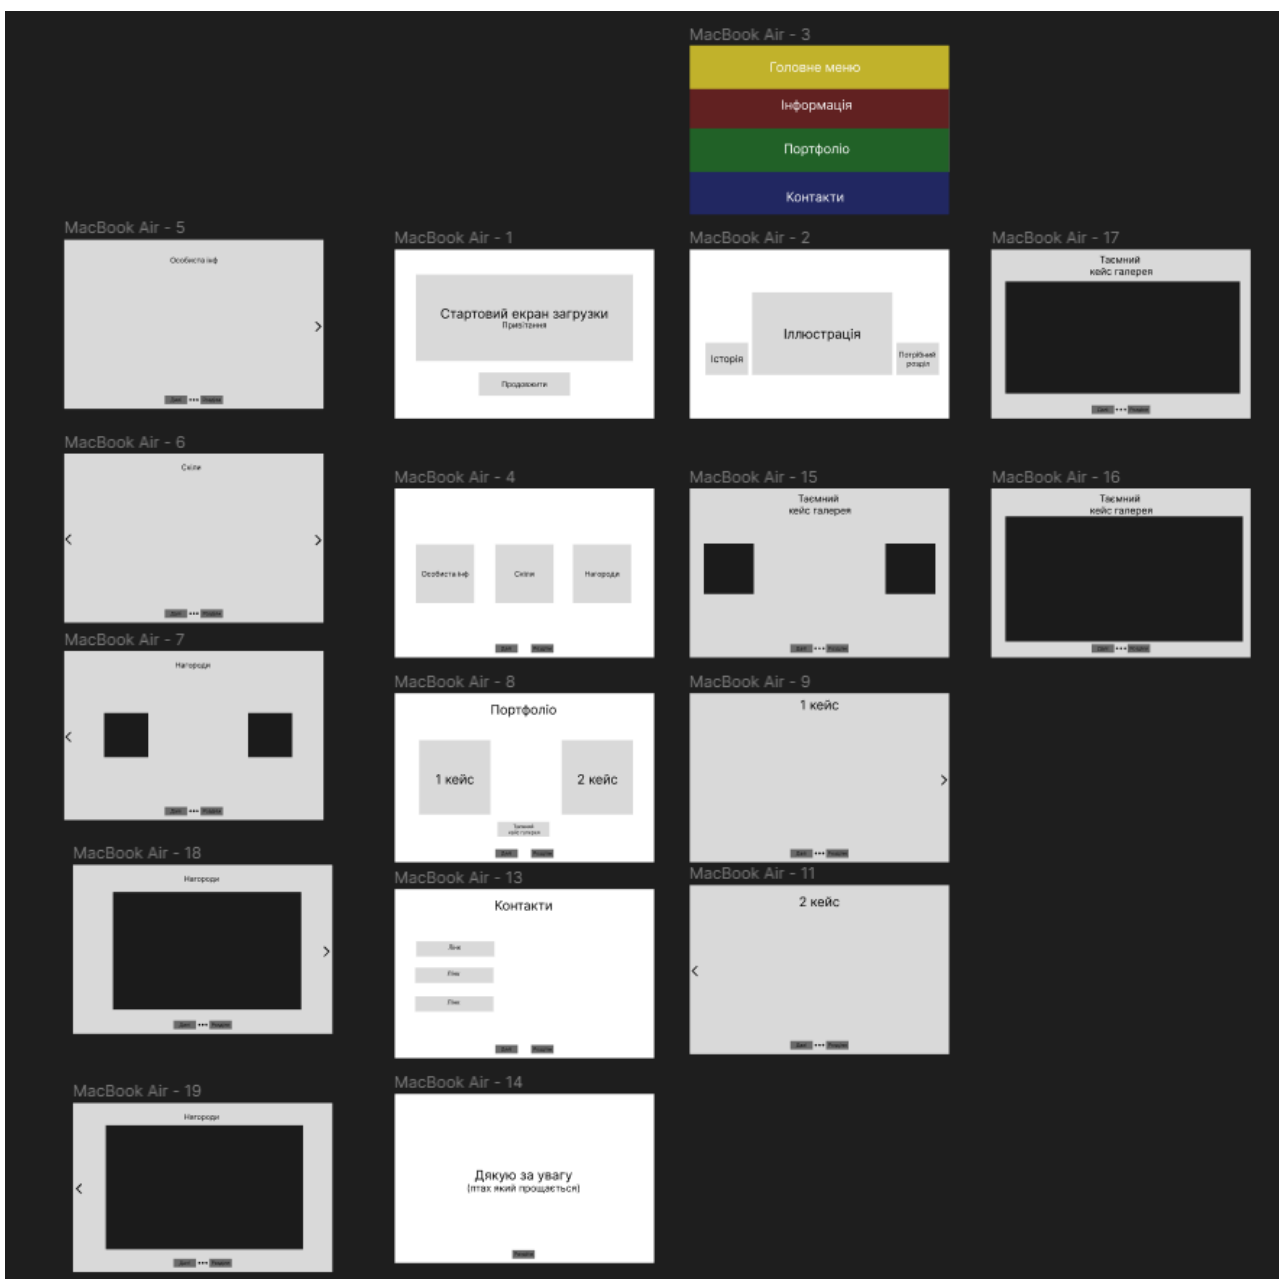 MacBook Air - 3
Головне меню
Інформація
Портфоліо
Контакти
MacBook Air - 5
Особиста інф
MacBook Air - 1
Стартовий екран загрузки
Привітання
Продовжити
MacBook Air - 2
Історія
Іллюстрація
Потрібний
розділ
MacBook Air - 17
Таємний
кейс галерея
MacBook Air - 6
Скіли
MacBook Air - 4
Особиста інф
Скіли
Нагороди
MacBook Air - 15
Таємний
кейс галерея
MacBook Air - 16
Таємний
кейс галерея
MacBook Air - 7
Нагороди
MacBook Air - 8
Портфоліо
1 кейс
2 кейс
Таємний
кейс галерея
MacBook Air - 9
1 кейс
MacBook Air - 18
Нагороди
MacBook Air - 13
Контакти
MacBook Air - 11
2 кейс
MacBook Air - 19
Нагороди
MacBook Air - 14
Дякую за увагу
(птах який прощається)